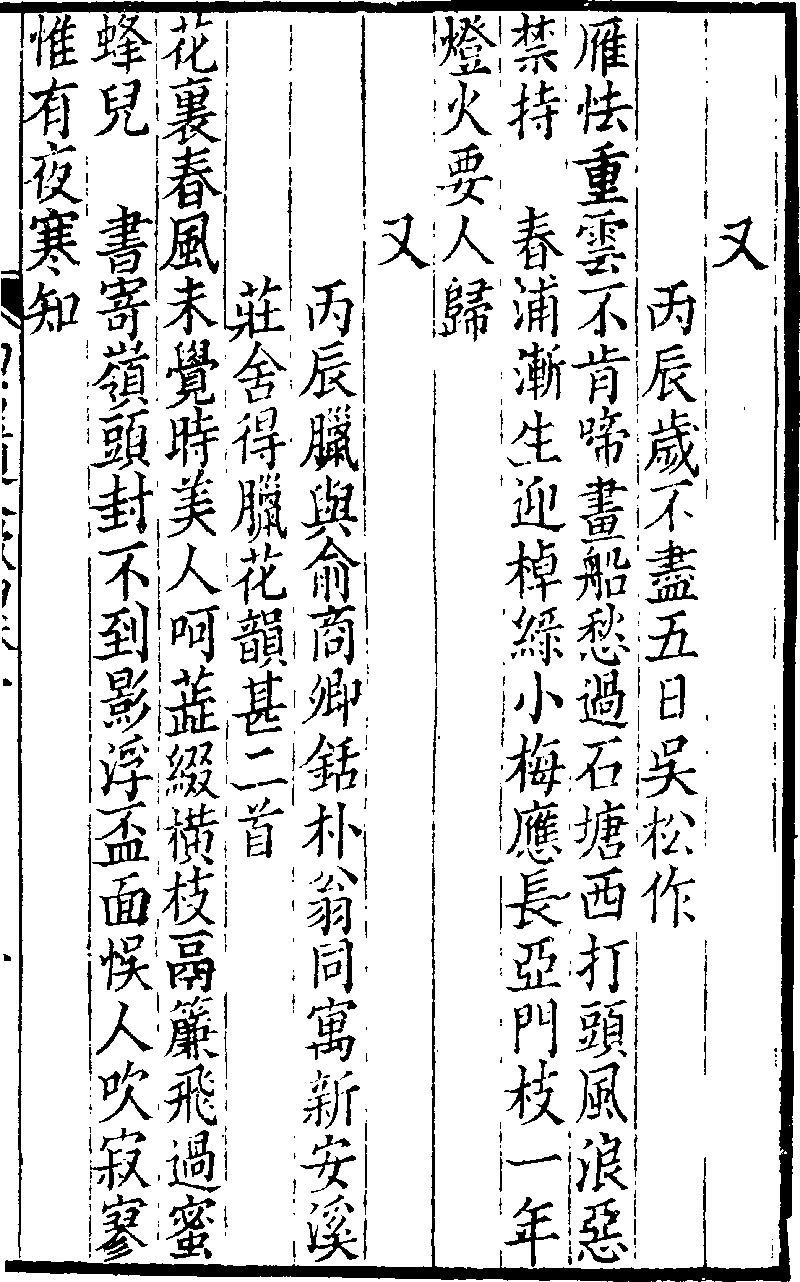 又
丙辰歲不盡五日吳松作
雁怯重雲不肯啼畫船愁過石塘西打頭風浪惡
禁持　春浦漸生迎棹綠小梅應長亞門枝一年
燈火要人歸
又
丙辰臘與俞商卿銛朴翁同寓新安溪
莊舍得臘花韻甚二首
花裏春風未覺時美人呵蘂綴橫枝鬲簾飛過蜜
蜂兒　書寄嶺頭封不到影浮盃面悮人吹寂寥
惟有夜寒知